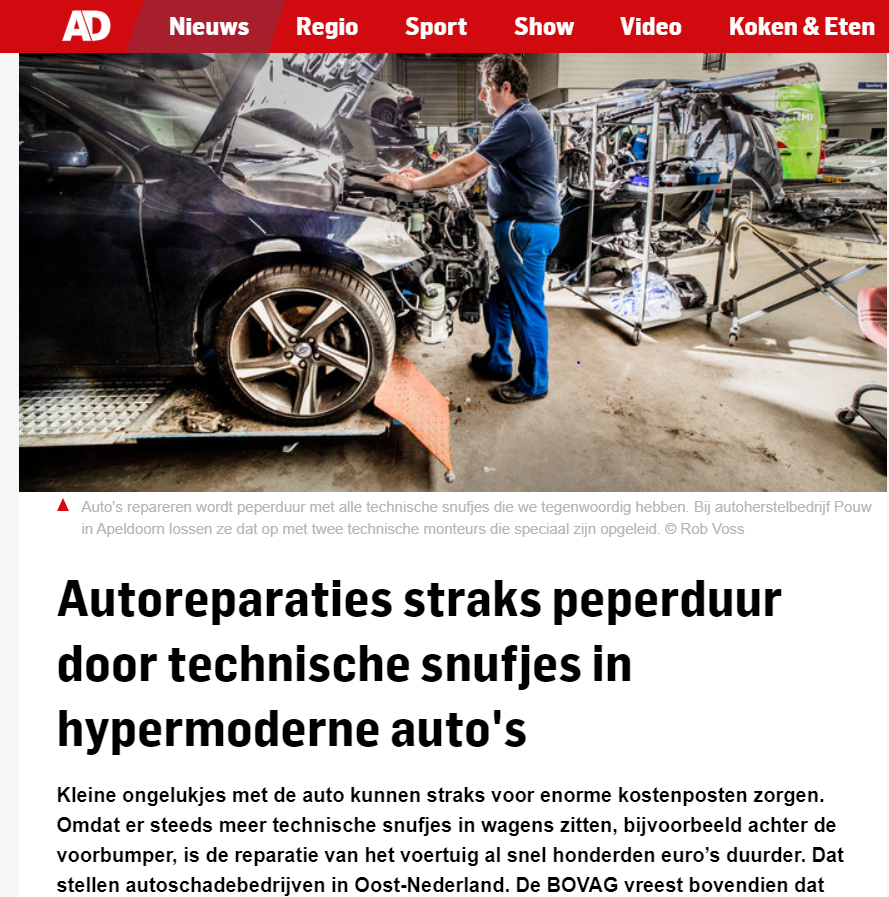 AD Nieuws Regio Sport Show Video Koken & Eten
Auto's repareren wordt peperduur met alle technische snufjes die we tegenwoordig hebben. Bij autoherstelbedrijf Pouw
in Apeldoorn lossen ze dat op met twee technische monteurs die speciaal zijn opgeleid. © Rob Voss
Autoreparaties straks peperduur
door technische snufjes in
hypermoderne auto's
Kleine ongelukjes met de auto kunnen straks voor enorme kostenposten zorgen.
Omdat er steeds meer technische snufjes in wagens zitten, bijvoorbeeld achter de
voorbumper, is de reparatie van het voertuig al snel honderden euro’s duurder. Dat
stellen autoschadebedrijven in Oost-Nederland. De BOVAG vreest bovendien dat